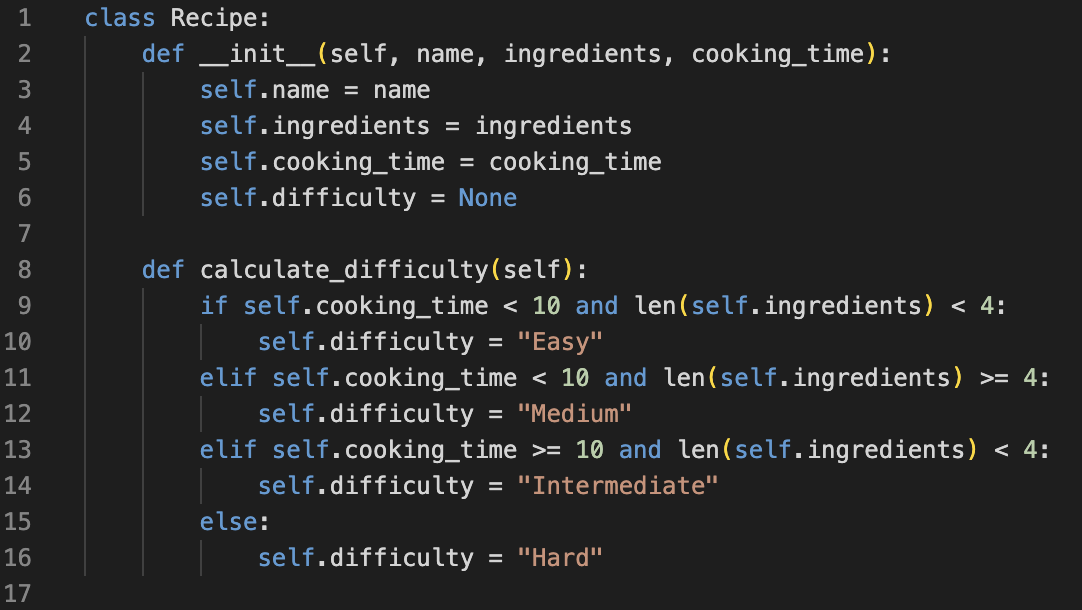 1 class Recipe:
2     def __init__(self, name, ingredients, cooking_time):
3         self.name = name
4         self.ingredients = ingredients
5         self.cooking_time = cooking_time
6         self.difficulty = None
7
8     def calculate_difficulty(self):
9         if self.cooking_time < 10 and len(self.ingredients) < 4:
10             self.difficulty = "Easy"
11         elif self.cooking_time < 10 and len(self.ingredients) >= 4:
12             self.difficulty = "Medium"
13         elif self.cooking_time >= 10 and len(self.ingredients) < 4:
14             self.difficulty = "Intermediate"
15         else:
16             self.difficulty = "Hard"
17